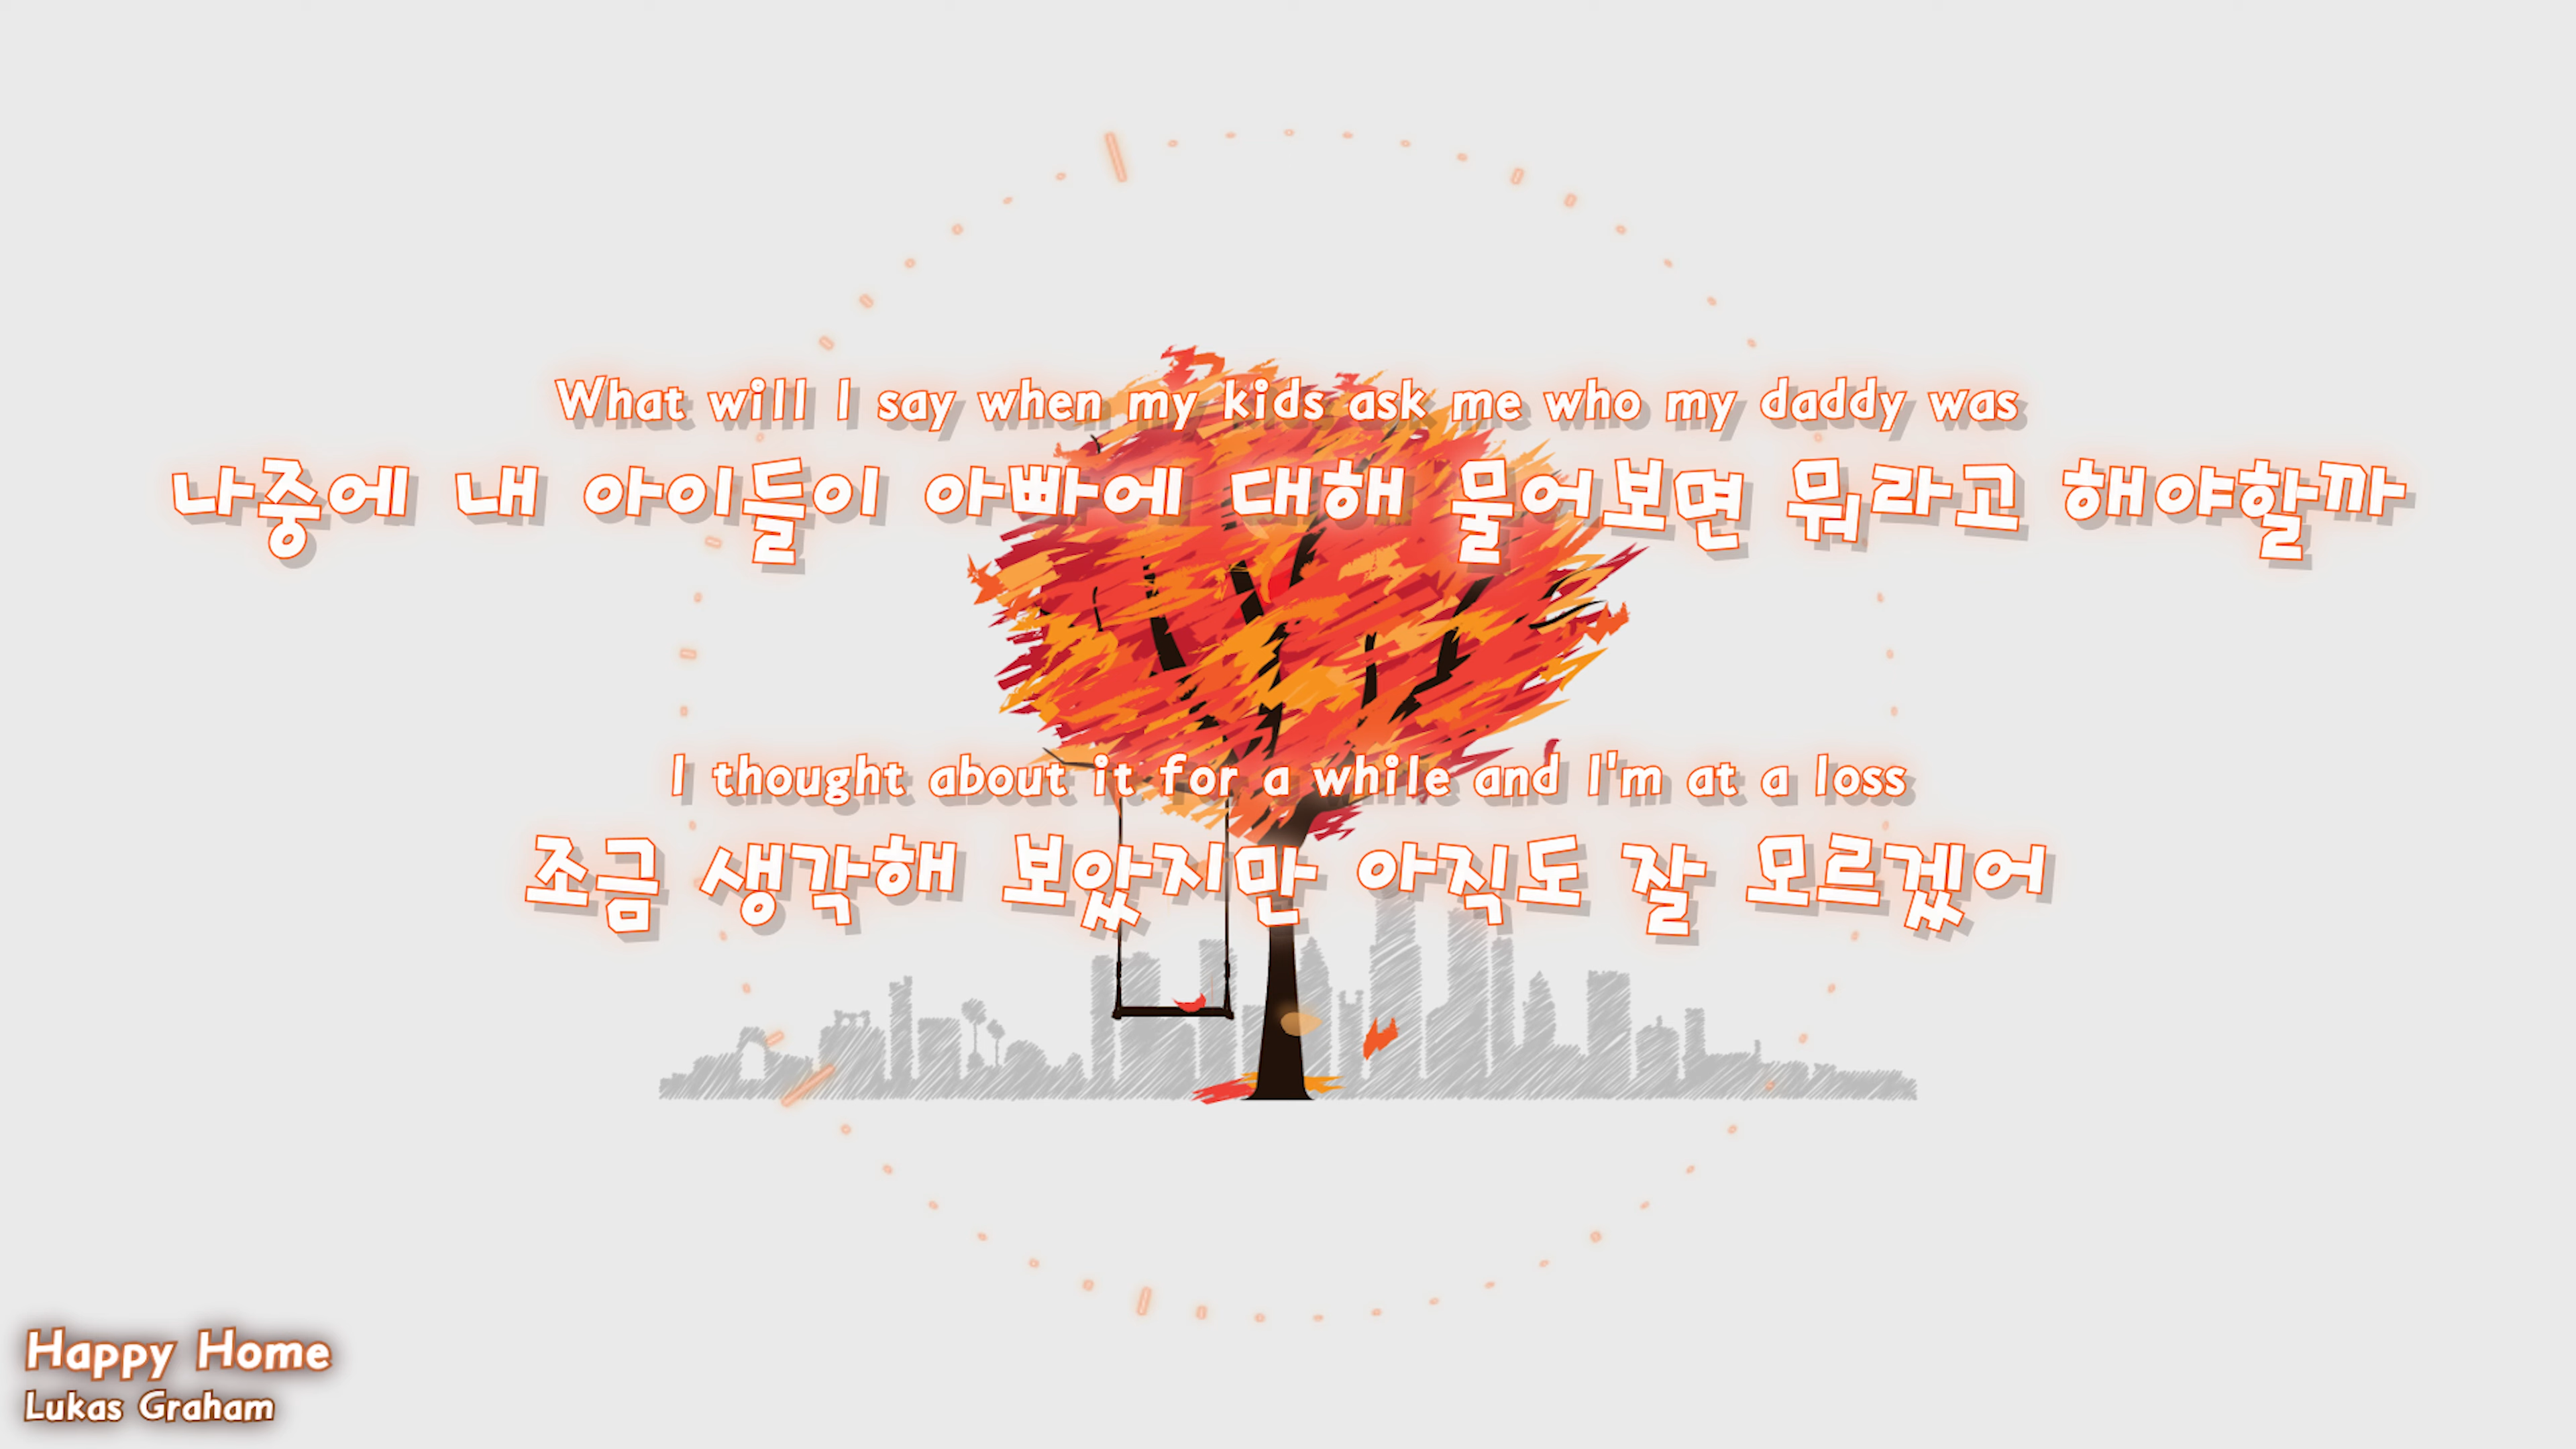 What will I say when my kids ask me who my daddy was
나중에 내 아이들이 아빠에 대해 물어보면 뭐라고 해야할까
I thought about it for a while and I'm at a loss
조금 생각해 보았지만 아직도 잘 모르겠어
Happy Home
Lukas Graham